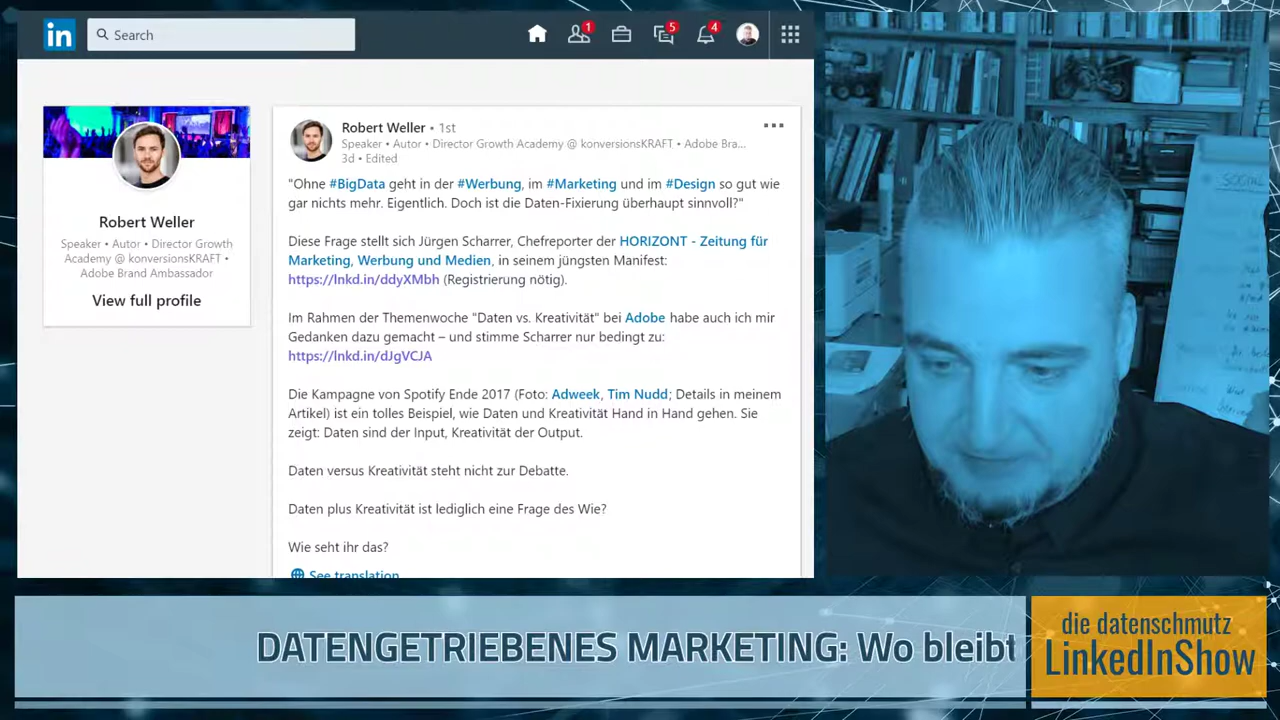 in
Search
1
5
4
Robert Weller
Speaker • Autor • Director Growth
Academy @ konversionsKRAFT •
Adobe Brand Ambassador
View full profile
Robert Weller • 1st
Speaker • Autor • Director Growth Academy @ konversionsKRAFT • Adobe Bra...
3d • Edited
"Ohne #BigData geht in der #Werbung, im #Marketing und im #Design so gut wie
gar nichts mehr. Eigentlich. Doch ist die Daten-Fixierung überhaupt sinnvoll?"
Diese Frage stellt sich Jürgen Scharrer, Chefreporter der HORIZONT - Zeitung für
Marketing, Werbung und Medien, in seinem jüngsten Manifest:
https://lnkd.in/ddyXMbh (Registrierung nötig).
Im Rahmen der Themenwoche "Daten vs. Kreativität" bei Adobe habe auch ich mir
Gedanken dazu gemacht – und stimme Scharrer nur bedingt zu:
https://lnkd.in/dJgVCJA
Die Kampagne von Spotify Ende 2017 (Foto: Adweek, Tim Nudd; Details in meinem
Artikel) ist ein tolles Beispiel, wie Daten und Kreativität Hand in Hand gehen. Sie
zeigt: Daten sind der Input, Kreativität der Output.
Daten versus Kreativität steht nicht zur Debatte.
Daten plus Kreativität ist lediglich eine Frage des Wie?
Wie seht ihr das?
See translation
SOCIAL
DATENGETRIEBENES MARKETING: Wo bleibt
die datenschmutz
LinkedInShow